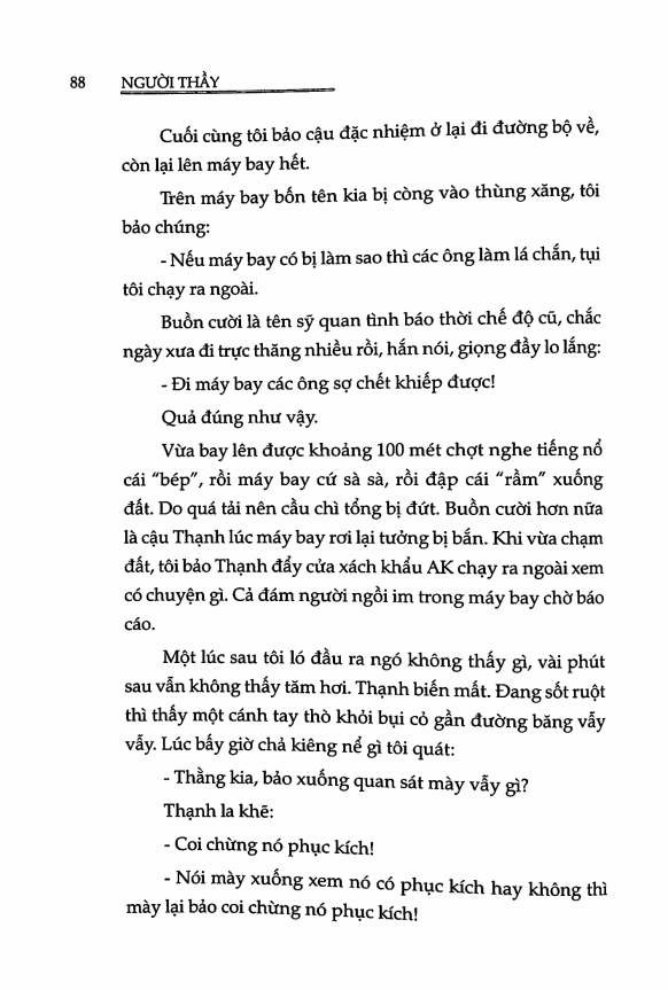 88 NGƯỜI THẦY
Cuối cùng tôi bảo cậu đặc nhiệm ở lại đi đường bộ về,
còn lại lên máy bay hết.
Trên máy bay bốn tên kia bị còng vào thùng xăng, tôi
bảo chúng:
- Nếu máy bay có bị làm sao thì các ông làm lá chắn, tụi
tôi chạy ra ngoài.
Buồn cười là tên sỹ quan tình báo thời chế độ cũ, chắc
ngày xưa đi trực thăng nhiều rồi, hắn nói, giọng đầy lo lắng:
- Đi máy bay các ông sợ chết khiếp được!
Quả đúng như vậy.
Vừa bay lên được khoảng 100 mét chợt nghe tiếng nổ
cái "bép", rồi máy bay cứ sà sà, rồi đập cái "rầm" xuống
đất. Do quá tải nên cầu chì tổng bị đứt. Buồn cười hơn nữa
là cậu Thạnh lúc máy bay rơi lại tưởng bị bắn. Khi vừa chạm
đất, tôi bảo Thạnh đẩy cửa xách khẩu AK chạy ra ngoài xem
có chuyện gì. Cả đám người ngồi im trong máy bay chờ báo
cáo.
Một lúc sau tôi ló đầu ra ngó không thấy gì, vài phút
sau vẫn không thấy tăm hơi. Thạnh biến mất. Đang sốt ruột
thì thấy một cánh tay thò khỏi bụi cỏ gần đường băng vẫy
vẫy. Lúc bấy giờ chả kiêng nể gì tôi quát:
- Thằng kia, bảo xuống quan sát mày vẫy gì?
Thạnh la khẽ:
- Coi chừng nó phục kích!
- Nói mày xuống xem nó có phục kích hay không thì
mày lại bảo coi chừng nó phục kích!